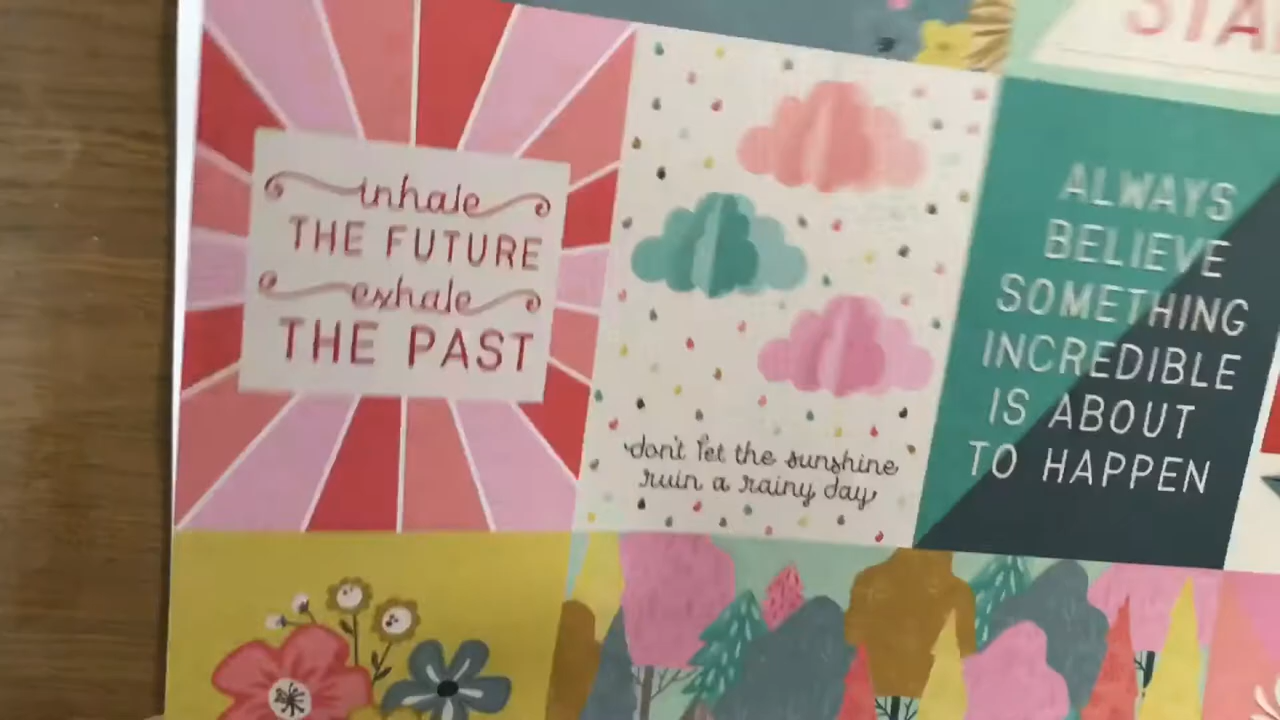 inhale
THE FUTURE
exhale
THE PAST
don't let the sunshine
ruin a rainy day
ALWAYS
BELIEVE
SOMETHING
INCREDIBLE
IS ABOUT
TO HAPPEN